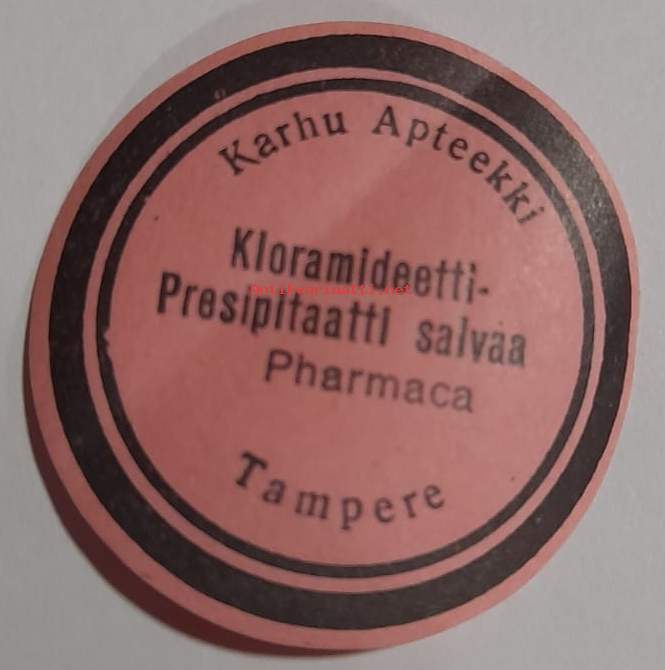 Karhu Apteekki
Kloramideetti-
Presipitaatti salvaa
Pharmaca
Tampere